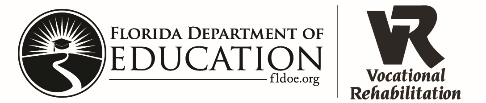 FLORIDA DEPARTMENT OF
EDUCATION
fldoe.org
VR
Vocational
Rehabilitation